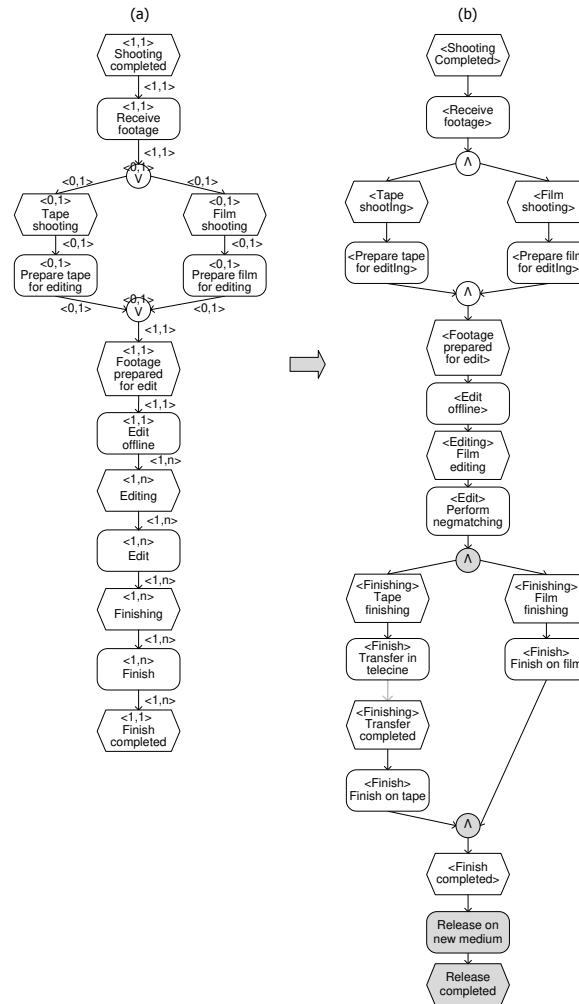 (a)
<1,1>
Shooting
completed
<1,1>
<1,1>
Receive
footage
<1,1>
<0,1>
V
<0,1>
<0,1>
<0,1>
Tape
shooting
<0,1>
Film
shooting
<0,1>
<0,1>
<0,1>
Prepare tape
for editing
<0,1>
Prepare film
for editing
<0,1>
V
<0,1>
<0,1>
<1,1>
<1,1>
Footage
prepared
for edit
<1,1>
<1,1>
Edit
offline
<1,n>
<1,n>
Editing
<1,n>
<1,n>
Edit
<1,n>
<1,n>
Finishing
<1,n>
<1,n>
Finish
<1,n>
<1,1>
Finish
completed
(b)
<Shooting
Completed>
<Receive
footage>
Λ
<Tape
shootIng>
<Film
shooting>
<Prepare tape
for editIng>
<Prepare film
for editIng>
Λ
<Footage
prepared
for edit>
<Edit
offline>
<Editing>
Film
editing
<Edit>
Perform
negmatching
Λ
<Finishing>
Tape
finishing
<Finishing>
Film
finishing
<Finish>
Transfer in
telecine
<Finish>
Finish on film
<Finishing>
Transfer
completed
<Finish>
Finish on tape
Λ
<Finish
completed>
Release on
new medium
Release
completed